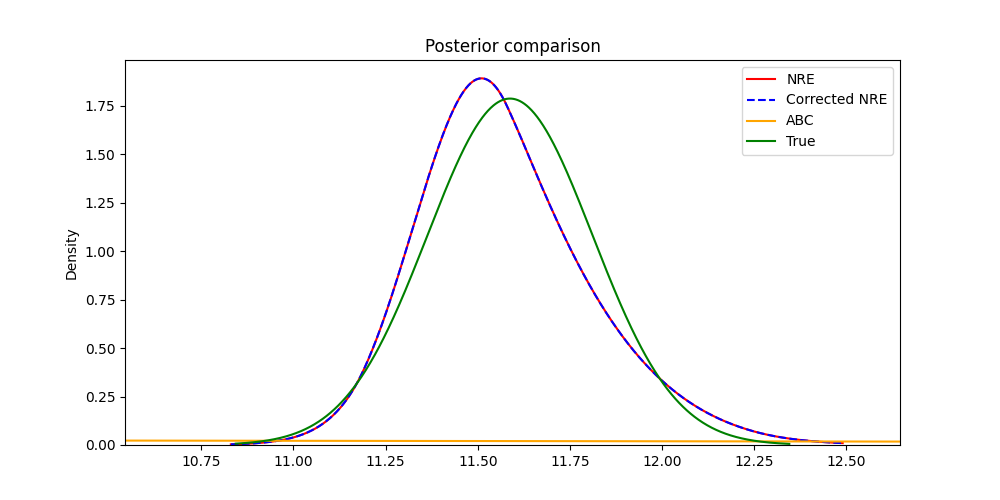 Posterior comparison
NRE
Corrected NRE
ABC
True
Density
1.75
1.50
1.25
1.00
0.75
0.50
0.25
0.00
10.75 11.00 11.25 11.50 11.75 12.00 12.25 12.50